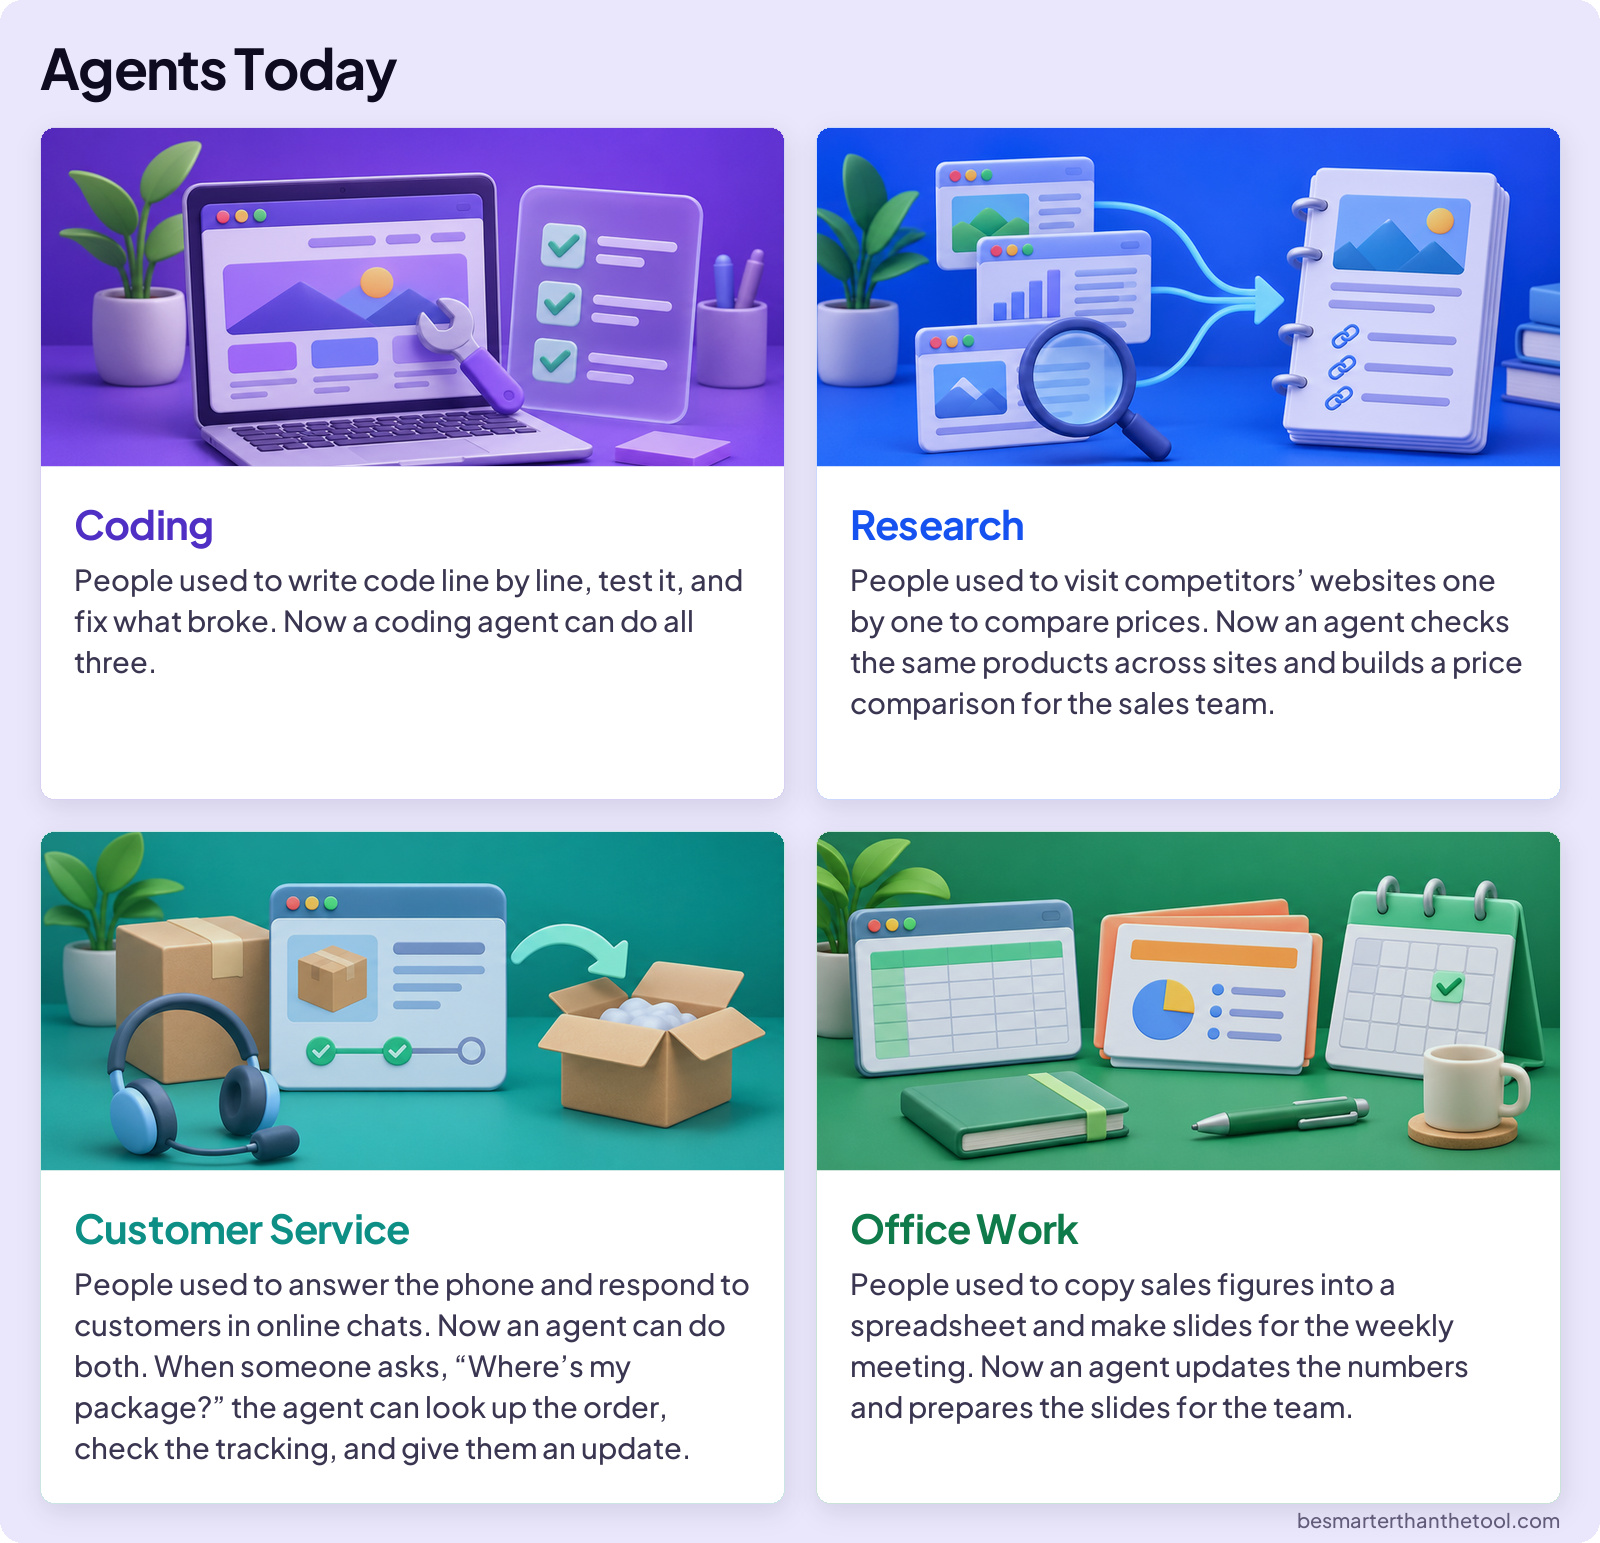 Agents Today
Coding
People used to write code line by line, test it, and
fix what broke. Now a coding agent can do all
three.
Research
People used to visit competitors’ websites one
by one to compare prices. Now an agent checks
the same products across sites and builds a price
comparison for the sales team.
Customer Service
People used to answer the phone and respond to
customers in online chats. Now an agent can do
both. When someone asks, “Where’s my
package?” the agent can look up the order,
check the tracking, and give them an update.
Office Work
People used to copy sales figures into a
spreadsheet and make slides for the weekly
meeting. Now an agent updates the numbers
and prepares the slides for the team.
besmarterthanthetool.com